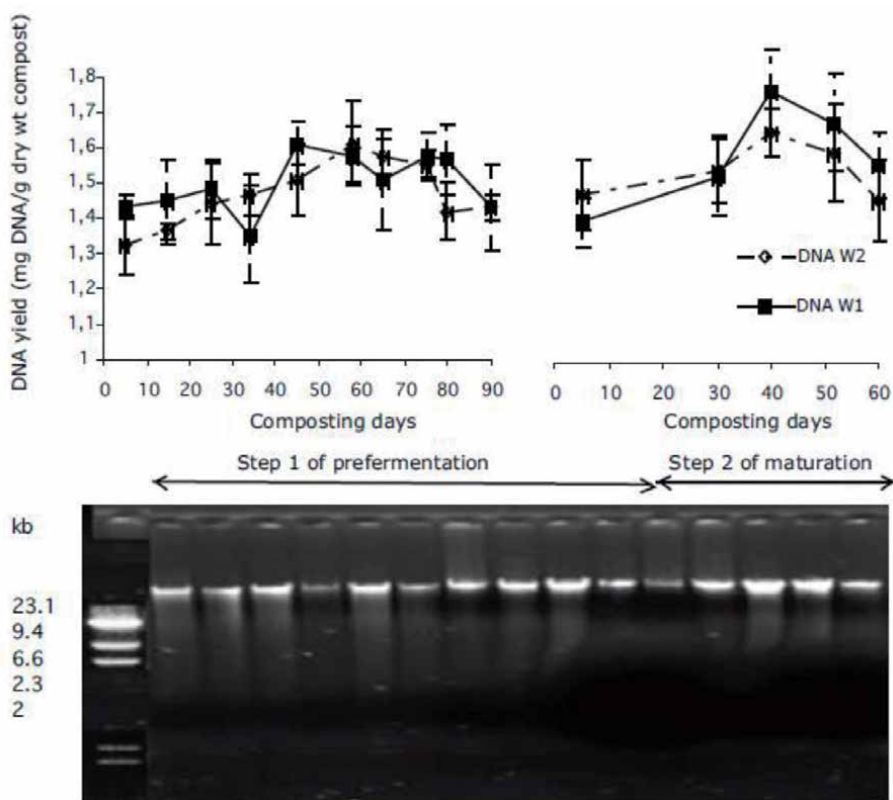 DNA yield (mg DNA/g dry wt compost)
1,8
1,7
1,6
1,5
1,4
1,3
1,2
1,1
1
0 10 20 30 40 50 60 70 80 90
Composting days
DNA W2
DNA W1
0 10 20 30 40 50 60
Composting days
Step 1 of prefermentation
Step 2 of maturation
kb
23.1
9.4
6.6
2.3
2